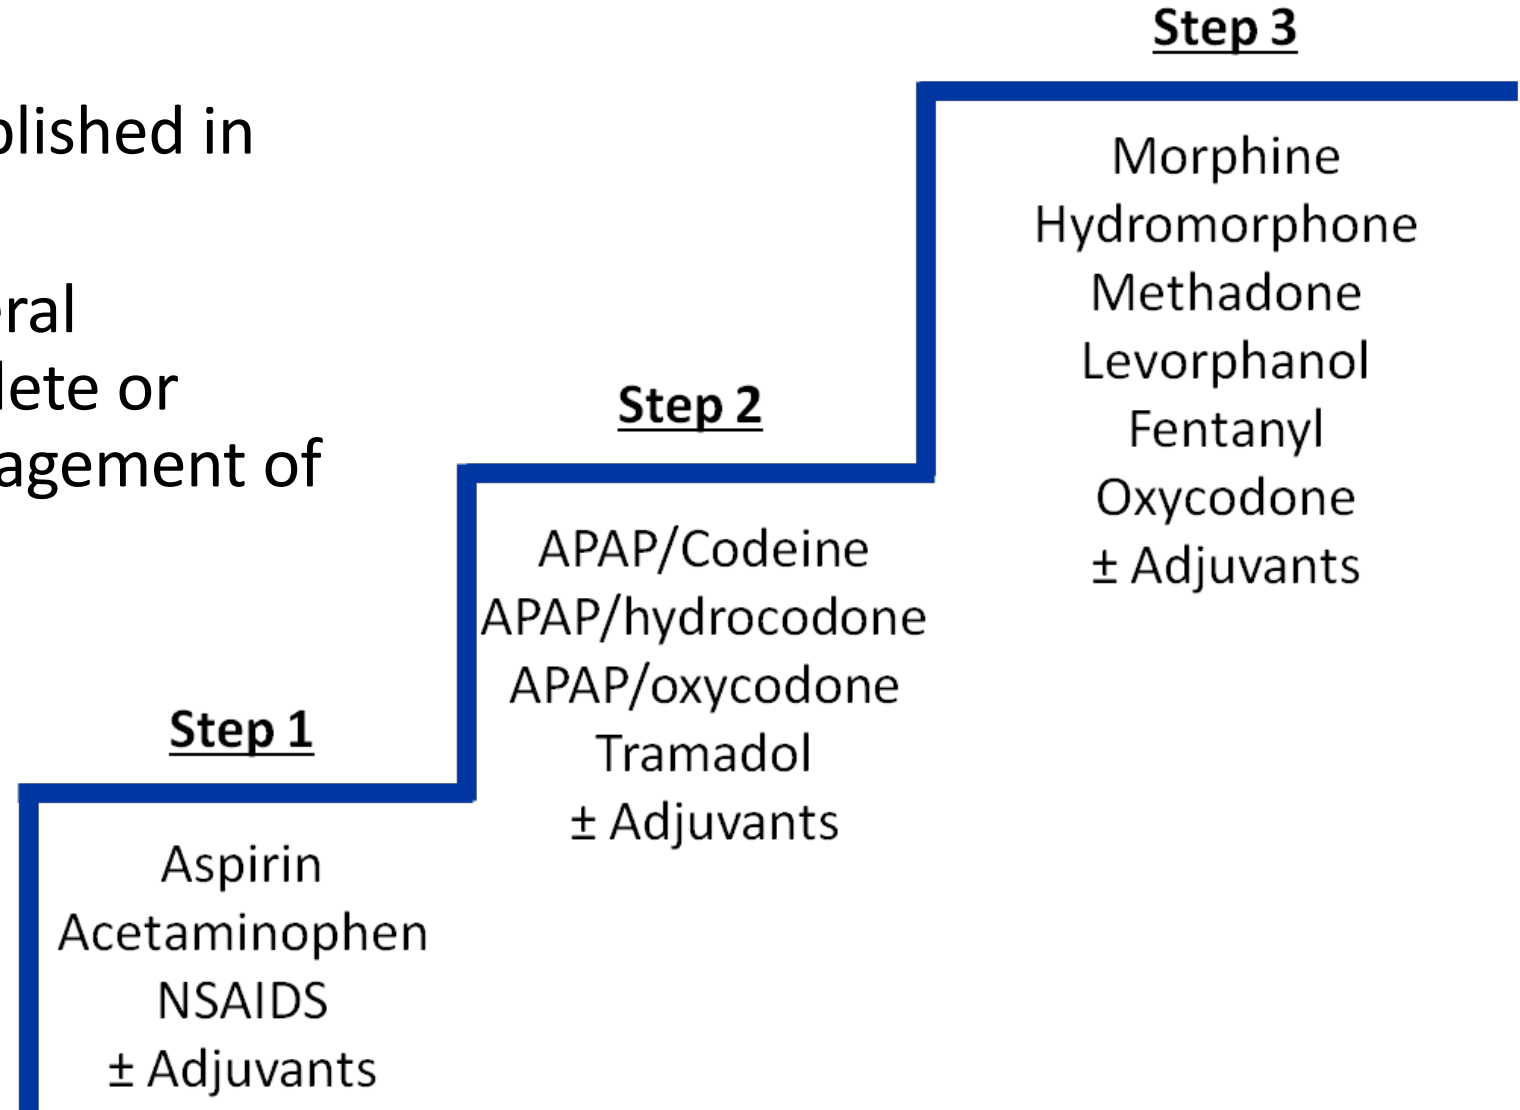 blished in
eral
lete or
agement of
Step 1
Aspirin
Acetaminophen
NSAIDS
± Adjuvants
Step 2
APAP/Codeine
APAP/hydrocodone
APAP/oxycodone
Tramadol
± Adjuvants
Step 3
Morphine
Hydromorphone
Methadone
Levorphanol
Fentanyl
Oxycodone
± Adjuvants